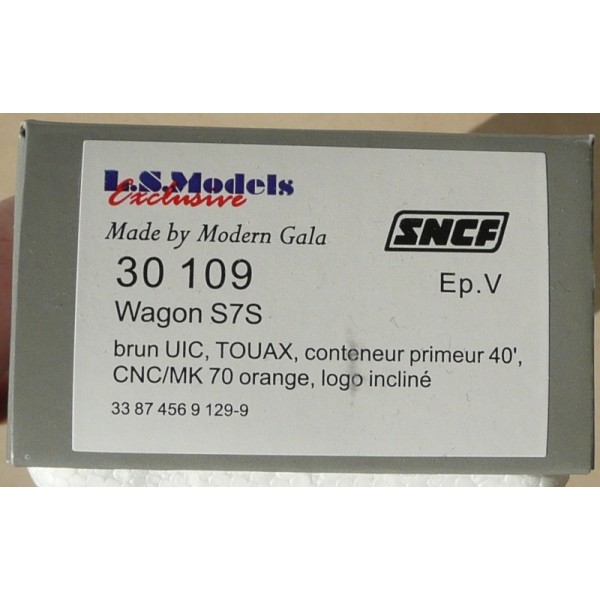 L.S.Models
Exclusive
Made by Modern Gala
SNCF
30 109
Ep.V
Wagon S7S
brun UIC, TOUAX, conteneur primeur 40',
CNC/MK 70 orange, logo incliné
33 87 456 9 129-9